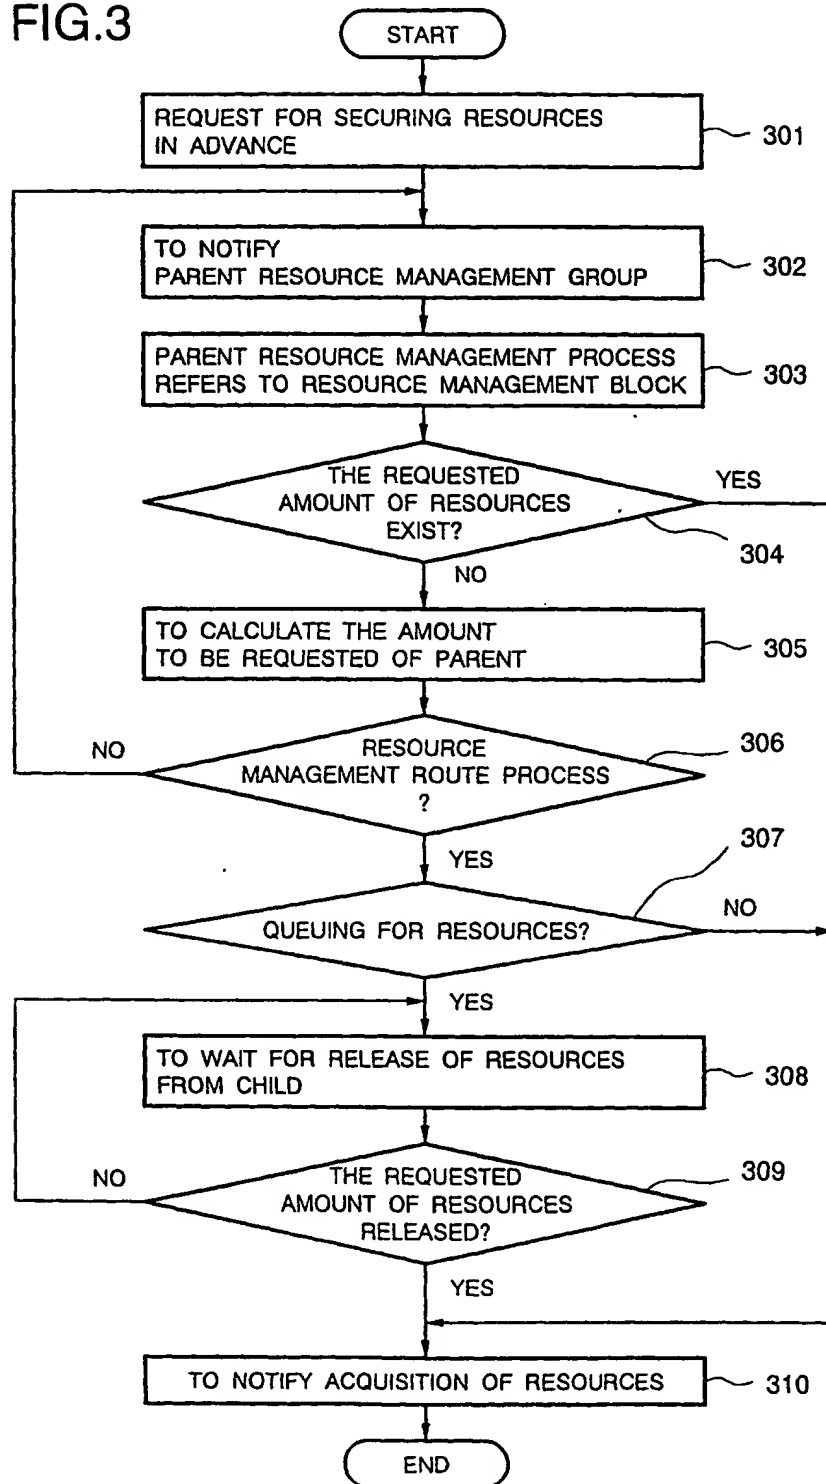 FIG.3
START
REQUEST FOR SECURING RESOURCES
IN ADVANCE
301
TO NOTIFY
PARENT RESOURCE MANAGEMENT GROUP
302
PARENT RESOURCE MANAGEMENT PROCESS
REFERS TO RESOURCE MANAGEMENT BLOCK
303
THE REQUESTED
AMOUNT OF RESOURCES
EXIST?
YES
304
NO
TO CALCULATE THE AMOUNT
TO BE REQUESTED OF PARENT
305
NO
RESOURCE
MANAGEMENT ROUTE PROCESS
?
306
YES
307
QUEUING FOR RESOURCES?
NO
YES
TO WAIT FOR RELEASE OF RESOURCES
FROM CHILD
308
NO
THE REQUESTED
AMOUNT OF RESOURCES
RELEASED?
309
YES
TO NOTIFY ACQUISITION OF RESOURCES
310
END